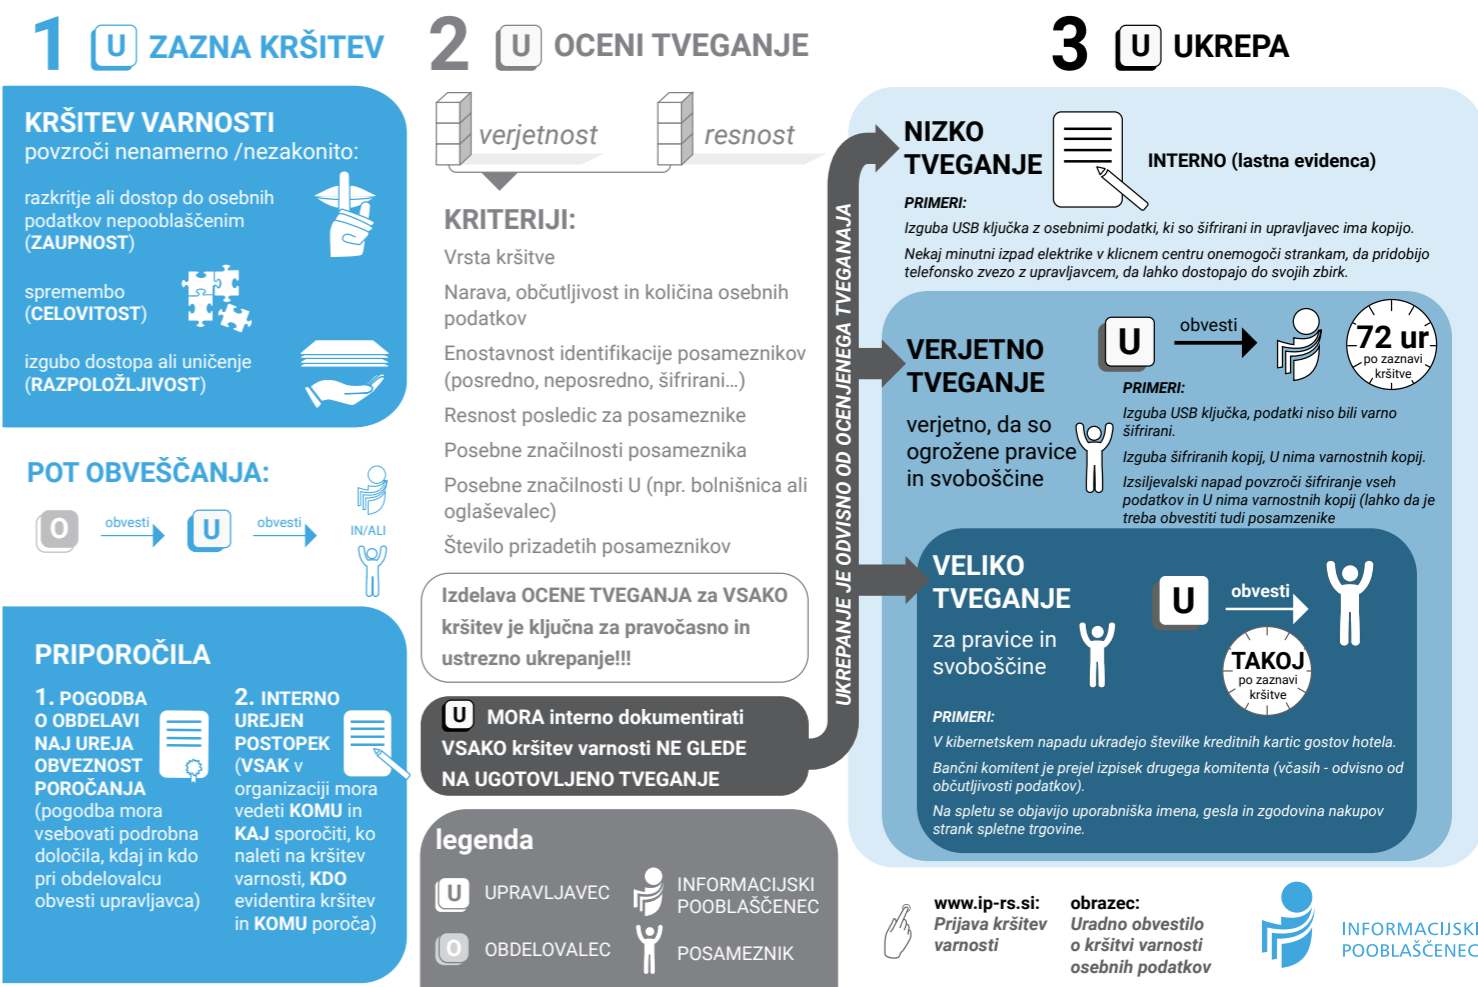 1 U ZAZNA KRŠITEV
KRŠITEV VARNOSTI
povzroči nenamerno /nezakonito:
razkritje ali dostop do osebnih
podatkov nepooblaščenim
(ZAUPNOST)
spremembo
(CELOVITOST)
izgubo dostopa ali uničenje
(RAZPOLOŽLJIVOST)
POT OBVEŠČANJA:
O obvesti U obvesti
IN/ALI
PRIPOROČILA
1. POGODBA
O OBDELAVI
NAJ UREJA
OBVEZNOST
POROČANJA
(pogodba mora
vsebovati podrobna
določila, kdaj in kdo
pri obdelovalcu
obvesti upravljavca)
2. INTERNO
UREJEN
POSTOPEK
(VSAK v
organizaciji mora
vedeti KOMU in
KAJ sporočiti, ko
naleti na kršitev
varnosti, KDO
evidentira kršitev
in KOMU poroča)
2 U OCENI TVEGANJE
verjetnost
resnost
KRITERIJI:
Vrsta kršitve
Narava, občutljivost in količina osebnih
podatkov
Enostavnost identifikacije posameznikov
(posredno, neposredno, šifrirani...)
Resnost posledic za posameznike
Posebne značilnosti posameznika
Posebne značilnosti U (npr. bolnišnica ali
oglaševalec)
Število prizadetih posameznikov
Izdelava OCENE TVEGANJA za VSAKO
kršitev je ključna za pravočasno in
ustrezno ukrepanje!!!
U MORA interno dokumentirati
VSAKO kršitev varnosti NE GLEDE
NA UGOTOVLJENO TVEGANJE
legenda
U UPRAVLJAVEC
O OBDELOVALEC
INFORMACIJSKI
POOBLAŠČENEC
POSAMEZNIK
UKREPANJE JE ODVISNO OD OCENJENEGA TVEGANAJA
3 U UKREPA
NIZKO
TVEGANJE
INTERNO (lastna evidenca)
PRIMERI:
Izguba USB ključka z osebnimi podatki, ki so šifrirani in upravljavec ima kopijo.
Nekaj minutni izpad elektrike v klicnem centru onemogoči strankam, da pridobijo
telefonsko zvezo z upravljavcem, da lahko dostopajo do svojih zbirk.
VERJETNO
TVEGANJE
verjetno, da so
ogrožene pravice
in svoboščine
U obvesti
72 ur
po zaznavi
kršitve
PRIMERI:
Izguba USB ključka, podatki niso bili varno
šifrirani.
Izguba šifriranih kopij, U nima varnostnih kopij.
Izsiljevalski napad povzroči šifriranje vseh
podatkov in U nima varnostnih kopij (lahko da je
treba obvestiti tudi posamzenike
VELIKO
TVEGANJE
za pravice in
svoboščine
U obvesti
TAKOJ
po zaznavi
kršitve
PRIMERI:
V kibernetskem napadu ukradejo številke kreditnih kartic gostov hotela.
Bančni komitent je prejel izpisek drugega komitenta (včasih - odvisno od
občutljivosti podatkov).
Na spletu se objavijo uporabniška imena, gesla in zgodovina nakupov
strank spletne trgovine.
www.ip-rs.si:
Prijava kršitev
varnosti
obrazec:
Uradno obvestilo
o kršitvi varnosti
osebnih podatkov
INFORMACIJSKI
POOBLAŠČENEC